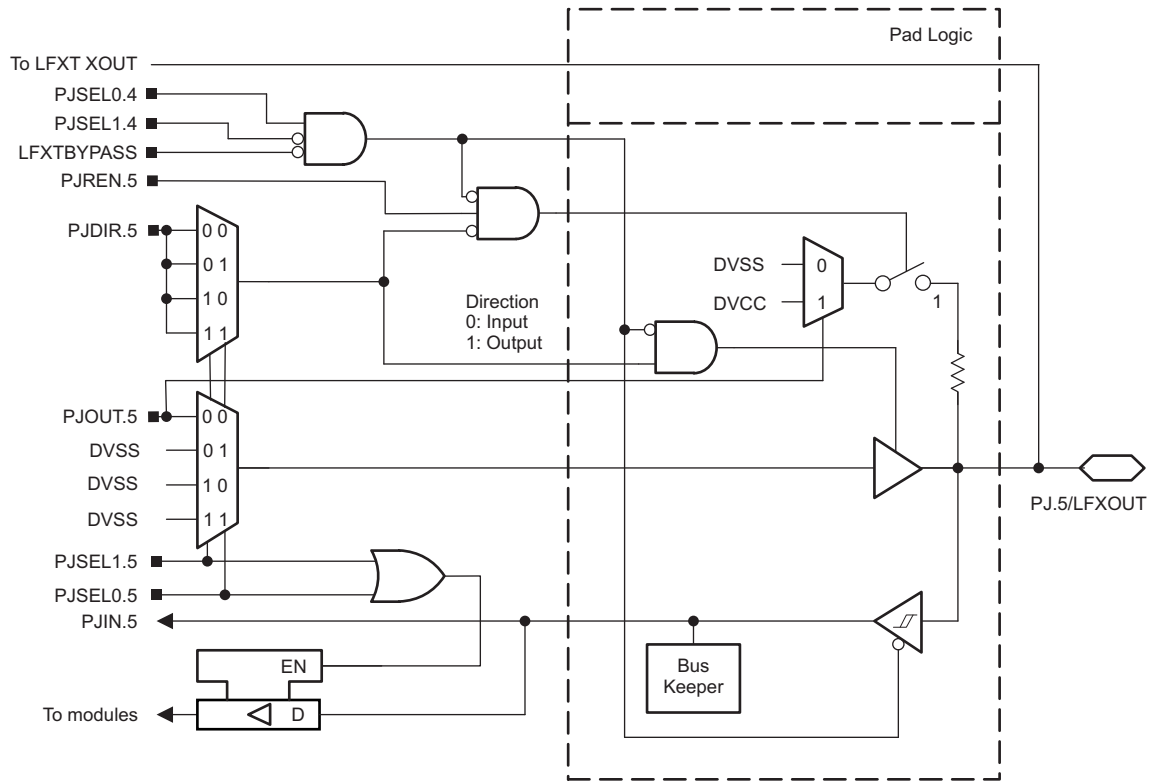 Pad Logic
To LFXT XOUT
PJSEL0.4
PJSEL1.4
LFXTBYPASS
PJREN.5
PJDIR.5
0 0
0 1
1 0
1 1
Direction
0: Input
1: Output
DVSS
0
DVCC
1
1
PJOUT.5
0 0
DVSS
0 1
DVSS
1 0
DVSS
1 1
PJ.5/LFXOUT
PJSEL1.5
PJSEL0.5
PJIN.5
EN
Bus
Keeper
To modules
D